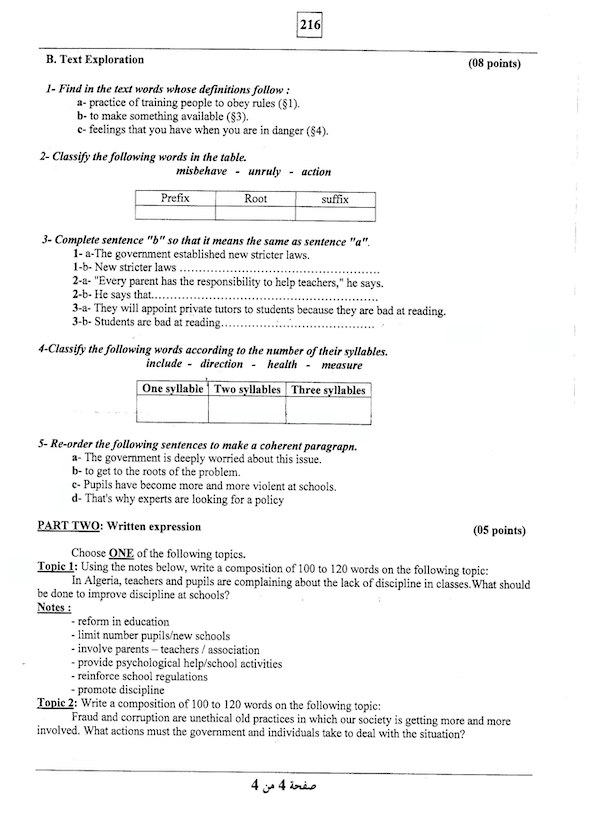 216
B. Text Exploration (08 points)
1- Find in the text words whose definitions follow :
a- practice of training people to obey rules (§1).
b- to make something available (§3).
c- feelings that you have when you are in danger (§4).
2- Classify the following words in the table.
misbehave - unruly - action
Prefix Root suffix
3- Complete sentence "b" so that it means the same as sentence "a".
1- a-The government established new stricter laws.
1-b- New stricter laws ......................................................
2-a- "Every parent has the responsibility to help teachers," he says.
2-b- He says that.............................................................
3-a- They will appoint private tutors to students because they are bad at reading.
3-b- Students are bad at reading.........................................
4-Classify the following words according to the number of their syllables.
include - direction - health - measure
One syllable Two syllables Three syllables
5- Re-order the following sentences to make a coherent paragrapn.
a- The government is deeply worried about this issue.
b- to get to the roots of the problem.
c- Pupils have become more and more violent at schools.
d- That's why experts are looking for a policy
PART TWO: Written expression (05 points)
Choose ONE of the following topics.
Topic 1: Using the notes below, write a composition of 100 to 120 words on the following topic:
In Algeria, teachers and pupils are complaining about the lack of discipline in classes.What should
be done to improve discipline at schools?
Notes :
- reform in education
- limit number pupils/new schools
- involve parents – teachers / association
- provide psychological help/school activities
- reinforce school regulations
- promote discipline
Topic 2: Write a composition of 100 to 120 words on the following topic:
Fraud and corruption are unethical old practices in which our society is getting more and more
involved. What actions must the government and individuals take to deal with the situation?
صفحة 4 من 4